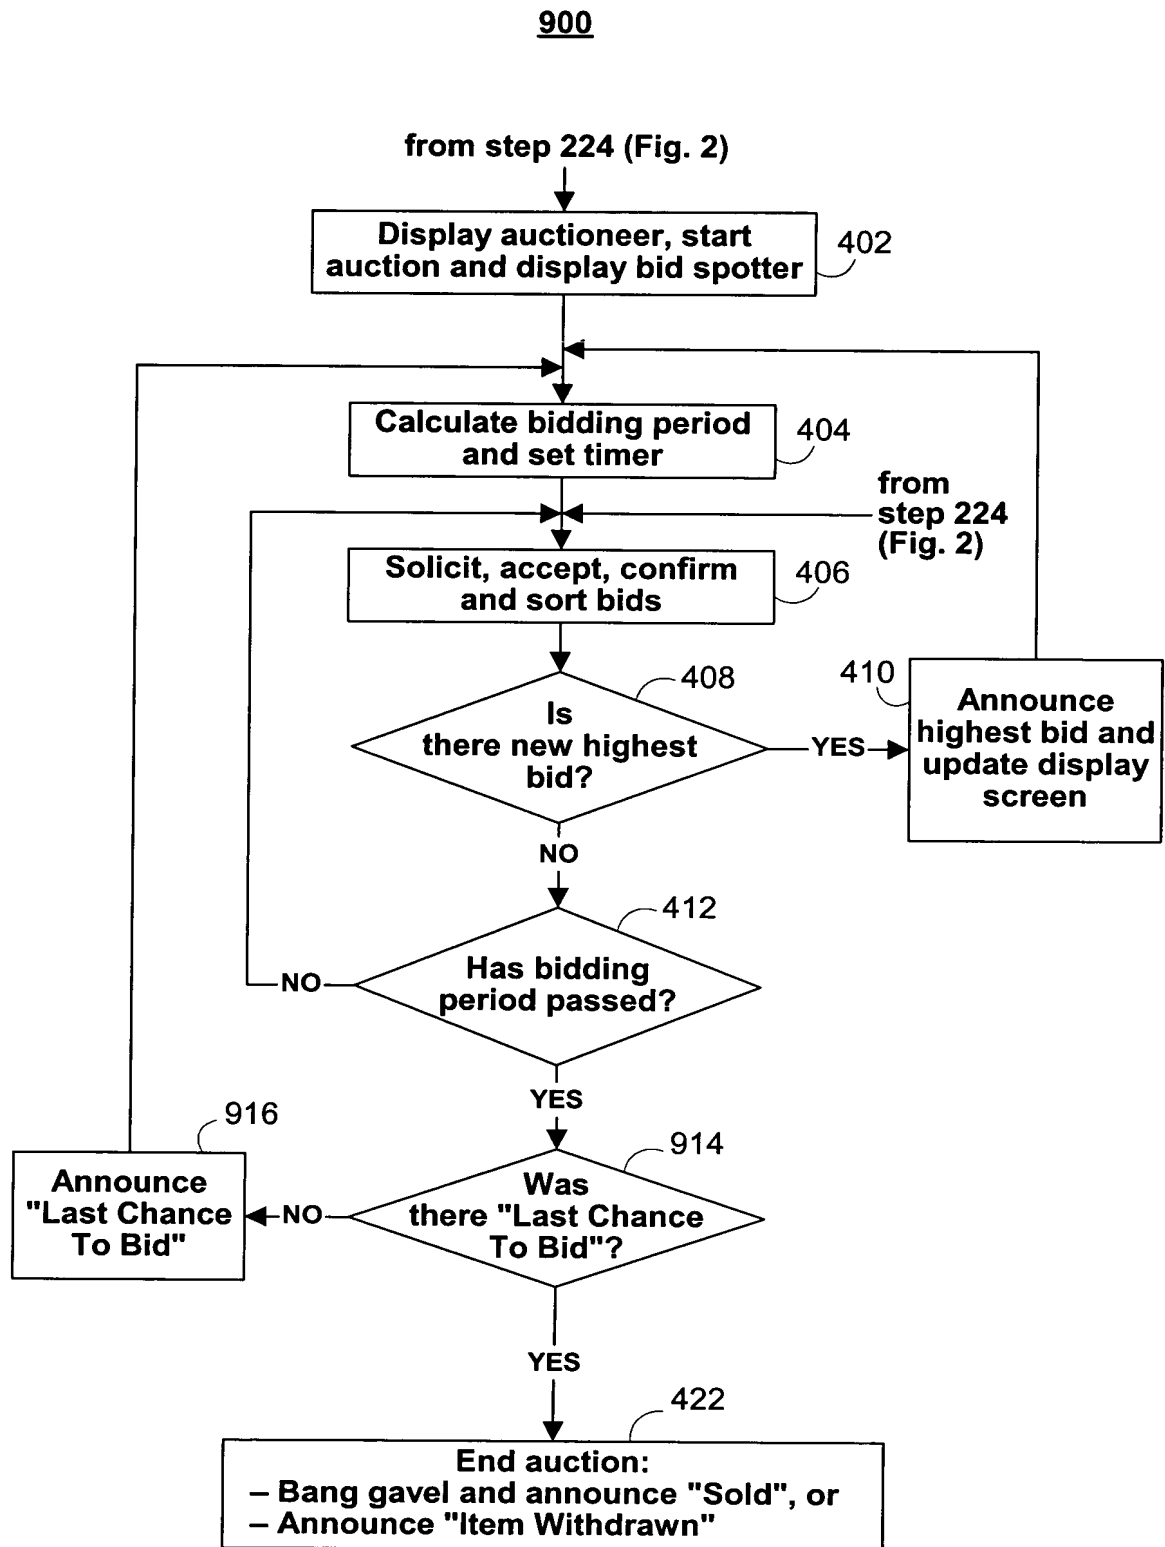 900
from step 224 (Fig. 2)
Display auctioneer, start
auction and display bid spotter
402
Calculate bidding period
and set timer
404
from
step 224
(Fig. 2)
Solicit, accept, confirm
and sort bids
406
408
Is
there new highest
bid?
YES
410
Announce
highest bid and
update display
screen
NO
412
Has bidding
period passed?
NO
YES
916
Announce
"Last Chance
To Bid"
NO
914
Was
there "Last Chance
To Bid"?
YES
422
End auction:
– Bang gavel and announce "Sold", or
– Announce "Item Withdrawn"